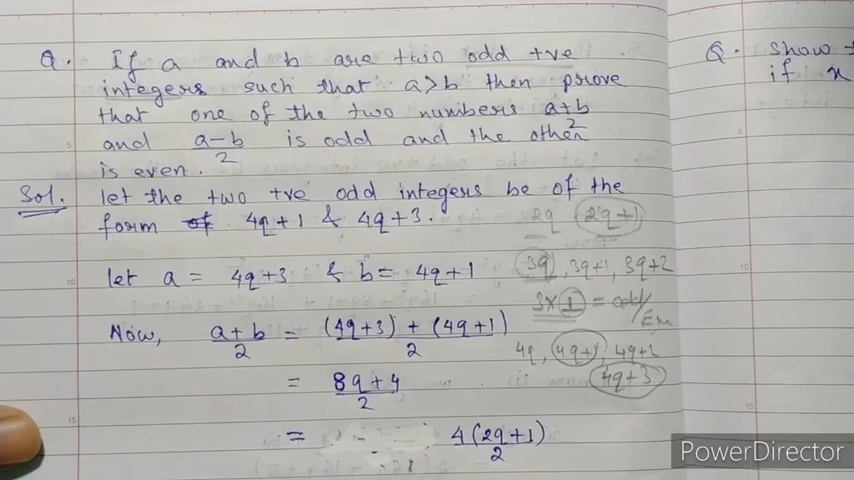 Q. If a and b are two odd +ve
integers such that a>b then prove
that one of the two numbers a+b/2
and a-b/2 is odd and the other
is even.
Sol. let the two +ve odd integers be of the
form of 4q+1 & 4q+3.
2q (2q+1)
let a = 4q+3 & b = 4q+1
3q, 3q+1, 3q+2
3×1 = odd/
Even
Now, a+b/2 = (4q+3) + (4q+1)/2
4q, 4q+1, 4q+2
4q+3
= 8q+4/2
= 4(2q+1)/2
Q. Show
if x
PowerDirector